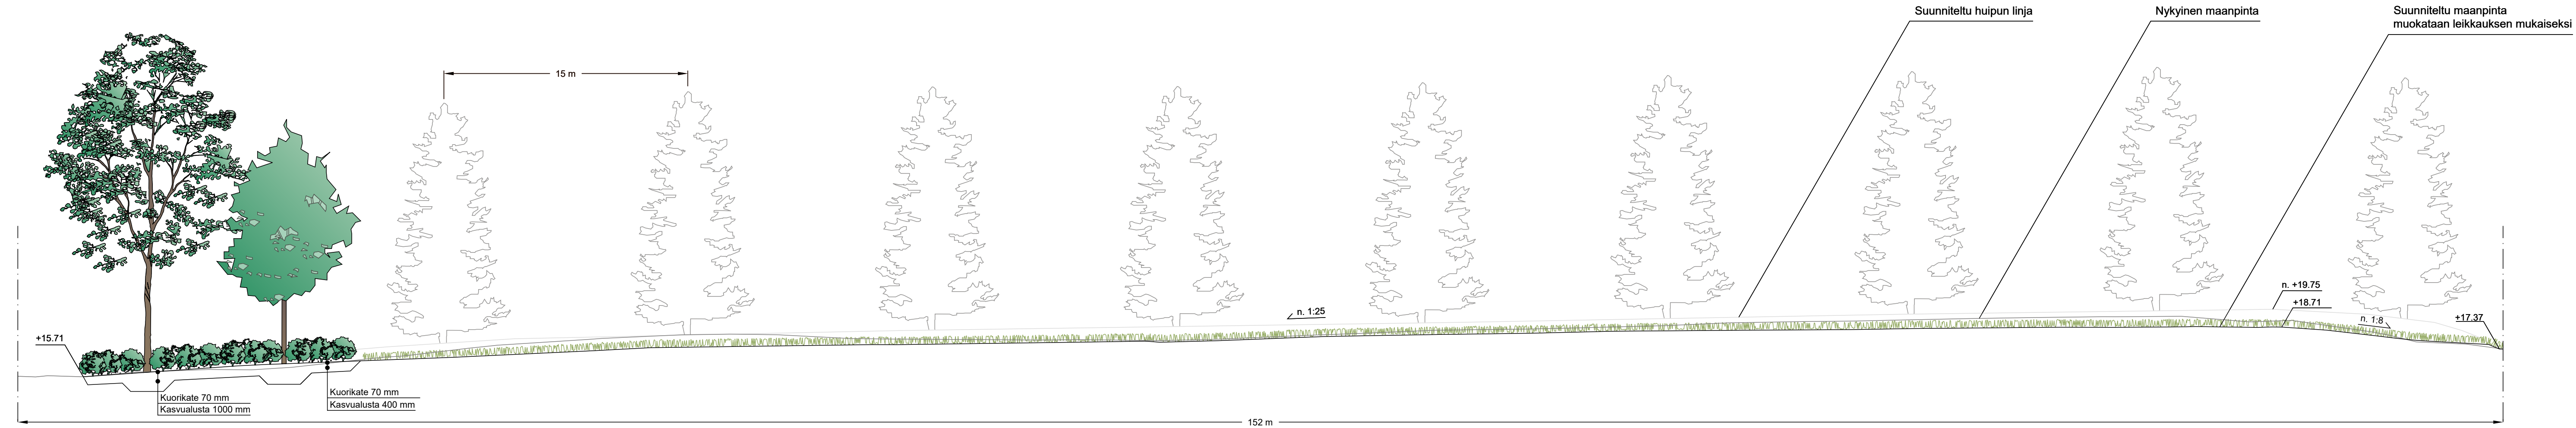 Suunniteltu huipun linja
Nykyinen maanpinta
Suunniteltu maanpinta
muokataan leikkauksen mukaiseksi
15 m
n. +19.75
+18.71
n. 1:25
n. 1:8
+17.37
+15.71
Kuorikate 70 mm
Kasvualusta 1000 mm
Kuorikate 70 mm
Kasvualusta 400 mm
152 m